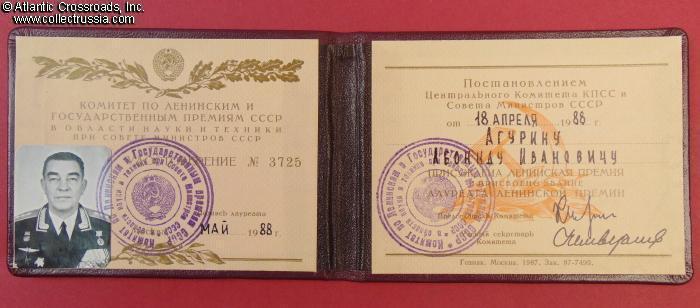 © Atlantic Crossroads, Inc.
www.collectrussia.com
КОМИТЕТ ПО ЛЕНИНСКИМ И
ГОСУДАРСТВЕННЫМ ПРЕМИЯМ СССР
В ОБЛАСТИ НАУКИ И ТЕХНИКИ
ПРИ СОВЕТЕ МИНИСТРОВ СССР
№ 3725
лауреата
МАЙ 1988
Постановлением
Центрального Комитета КПСС и
Совета Министров СССР
от 18 АПРЕЛЯ 1988 г.
АГУРИНУ
ЛЕОНИДУ ИВАНОВИЧУ
ПРИСУЖДЕНА ЛЕНИНСКАЯ ПРЕМИЯ
И ПРИСВОЕНО ЗВАНИЕ
ЛАУРЕАТА ЛЕНИНСКОЙ ПРЕМИИ
Председатель Комитета
секретарь
Комитета
Гознак. Москва. 1987. Зак. 87-7490.